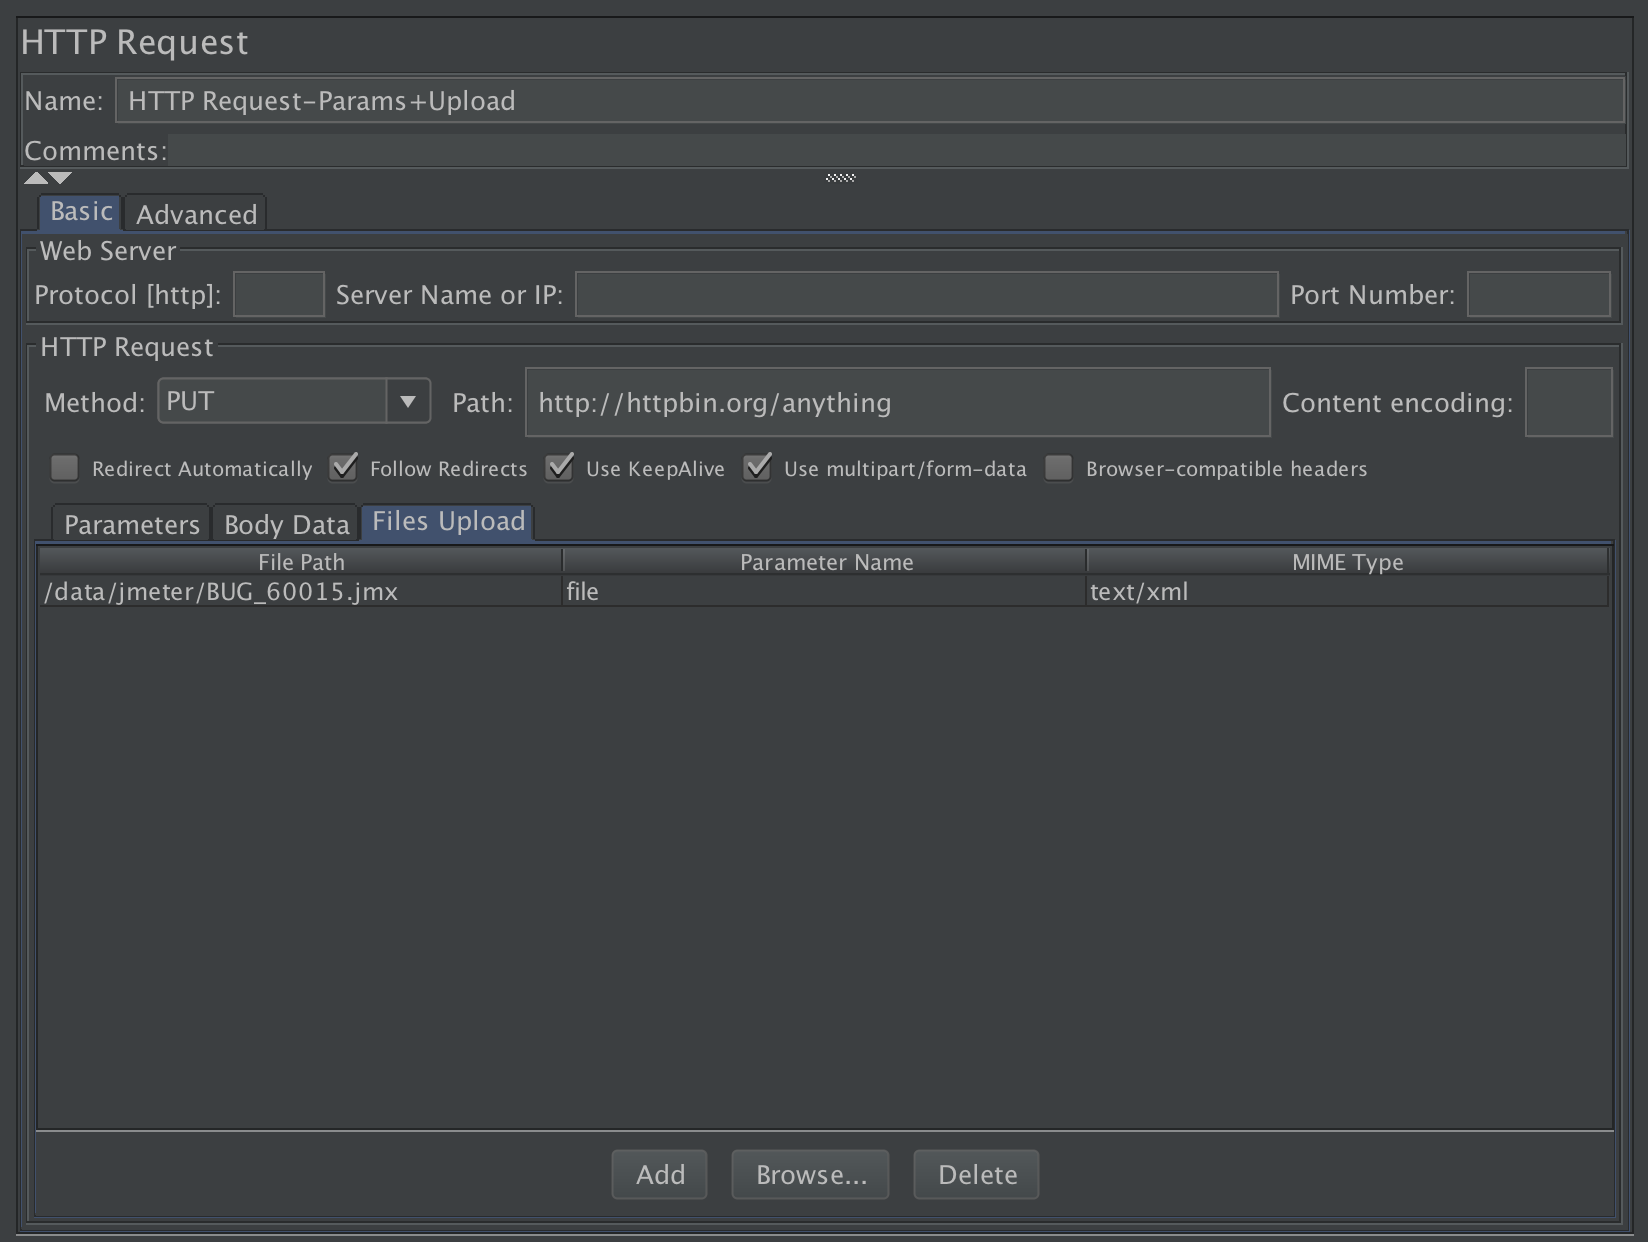 HTTP Request
Name: HTTP Request-Params+Upload
Comments:
Basic Advanced
Web Server
Protocol [http]: Server Name or IP: Port Number:
HTTP Request
Method: PUT Path: http://httpbin.org/anything Content encoding:
Redirect Automatically Follow Redirects Use KeepAlive Use multipart/form-data Browser-compatible headers
Parameters Body Data Files Upload
File Path Parameter Name MIME Type
/data/jmeter/BUG_60015.jmx file text/xml
Add Browse... Delete